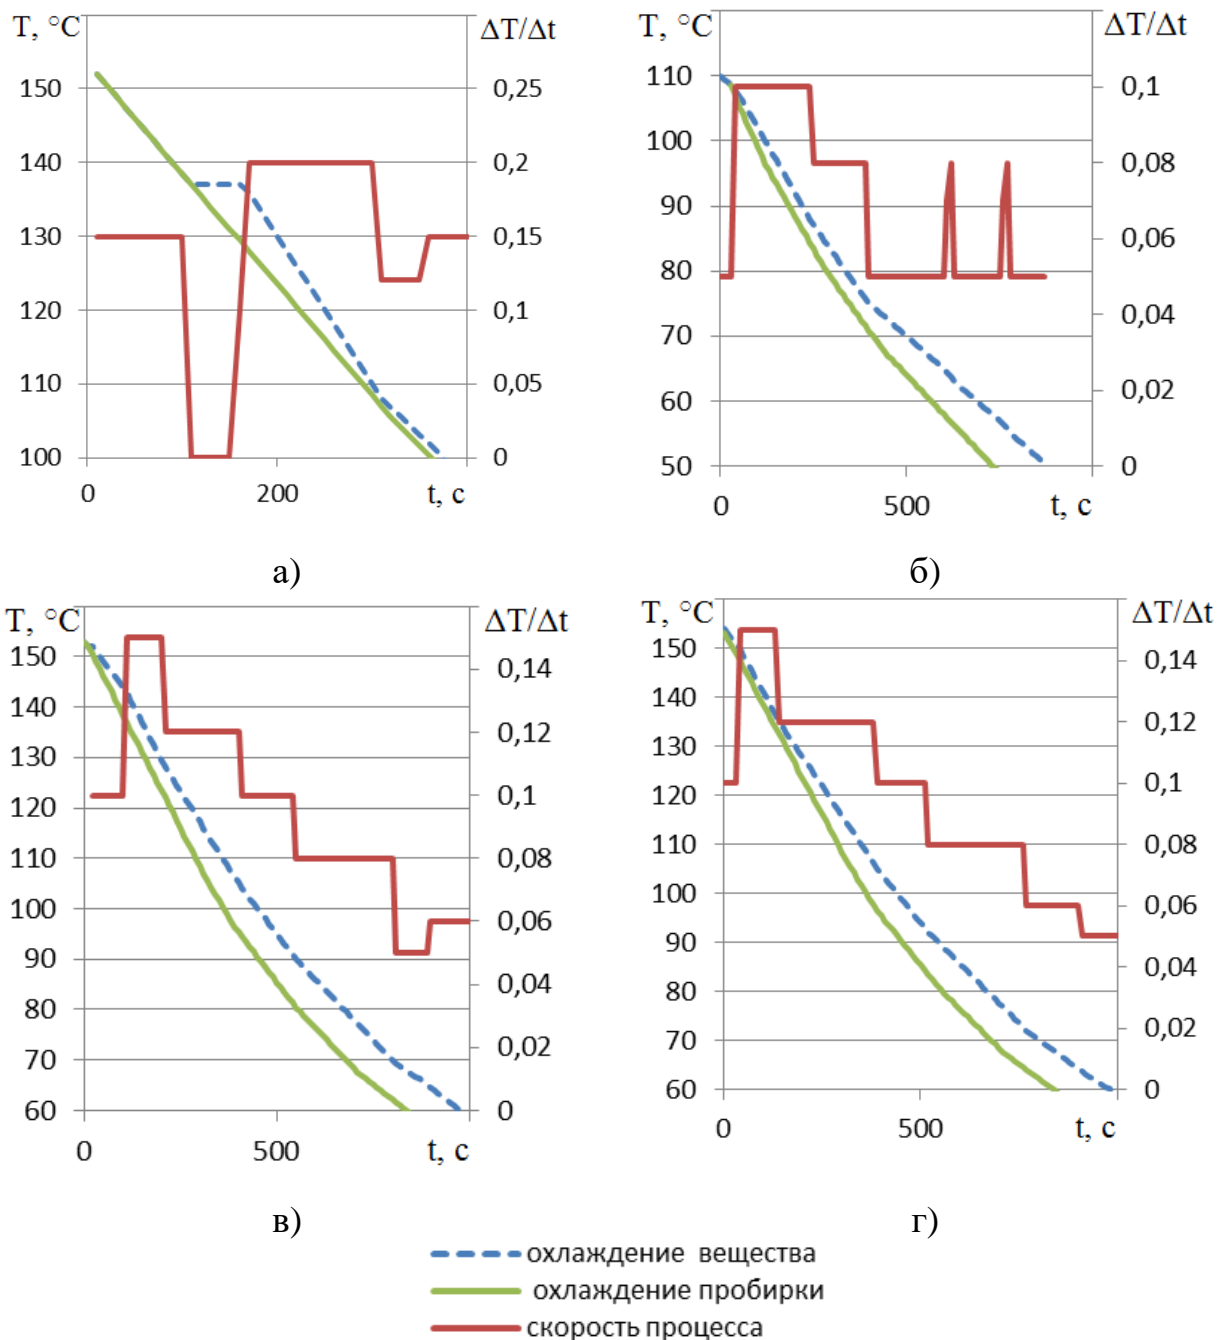 T, °C ΔT/Δt
150 0,25
140 0,2
130 0,15
120 0,1
110 0,05
100 0
0 200 t, с
а)
T, °C ΔT/Δt
110 0,1
100 0,08
90 0,06
80
70 0,04
60 0,02
50 0
0 500 t, с
б)
T, °C ΔT/Δt
150 0,14
140 0,12
130
120 0,1
110 0,08
100 0,06
90 0,04
80
70 0,02
60 0
0 500 t, с
в)
T, °C ΔT/Δt
150 0,14
140 0,12
130
120 0,1
110 0,08
100 0,06
90 0,04
80
70 0,02
60 0
0 500 t, с
г)
охлаждение вещества
охлаждение пробирки
скорость процесса